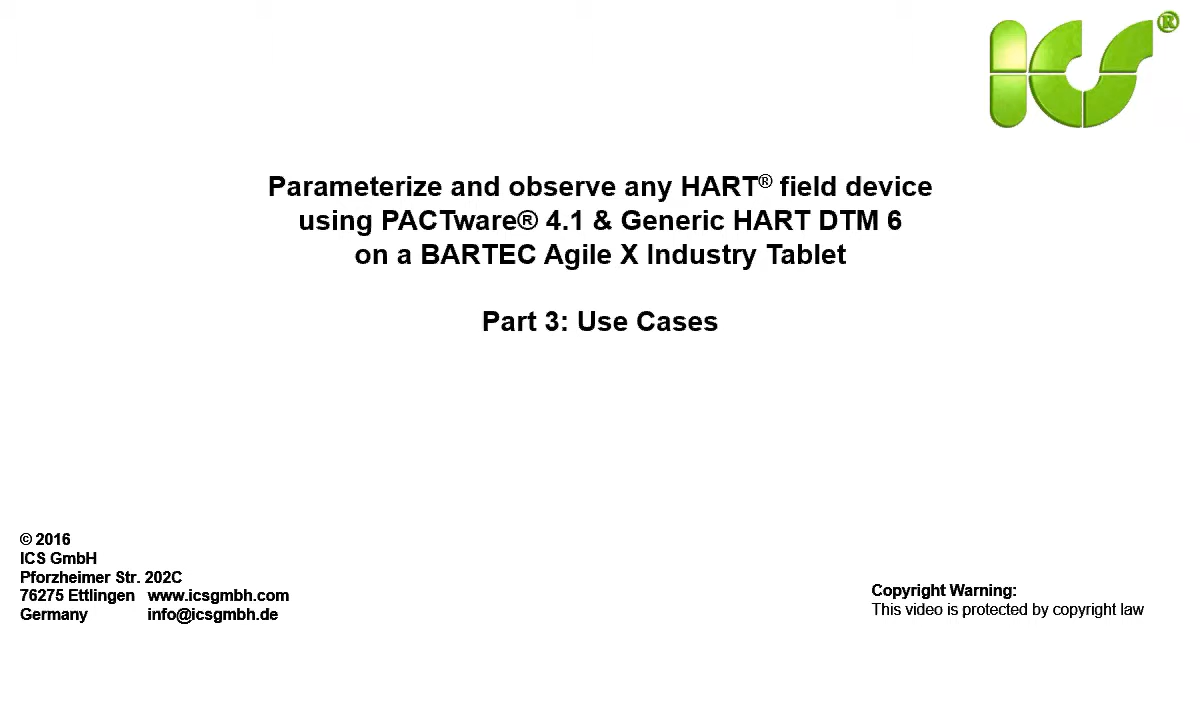 ICS®
Parameterize and observe any HART® field device
using PACTware® 4.1 & Generic HART DTM 6
on a BARTEC Agile X Industry Tablet
Part 3: Use Cases
© 2016
ICS GmbH
Pforzheimer Str. 202C
76275 Ettlingen www.icsgmbh.com
Germany info@icsgmbh.de
Copyright Warning:
This video is protected by copyright law